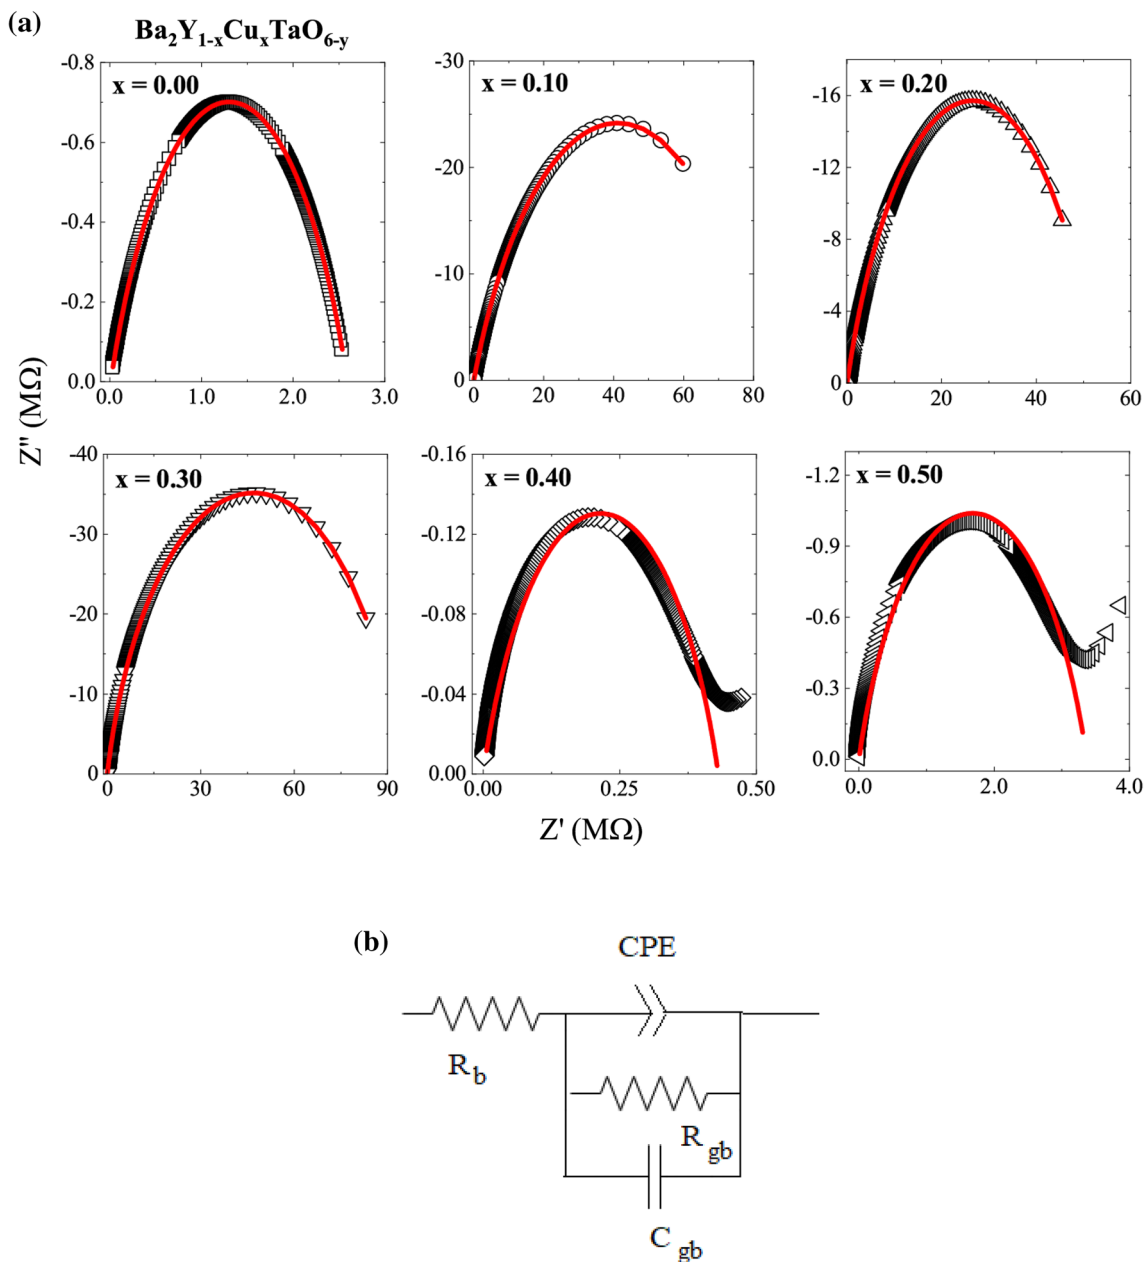 (a)
Ba₂Y₁₋ₓCuₓTaO₆₋y
x = 0.00
-0.8
-0.6
-0.4
-0.2
0.0
0.0 1.0 2.0 3.0
x = 0.10
-30
-20
-10
0
0 20 40 60 80
x = 0.20
-16
-12
-8
-4
0
0 20 40 60
Z" (MΩ)
x = 0.30
-40
-30
-20
-10
0
0 30 60 90
x = 0.40
-0.16
-0.12
-0.08
-0.04
0.00
0.00 0.25 0.50
x = 0.50
-1.2
-0.9
-0.6
-0.3
0.0
0.0 2.0 4.0
Z' (MΩ)
(b)
CPE
R b
R gb
C gb